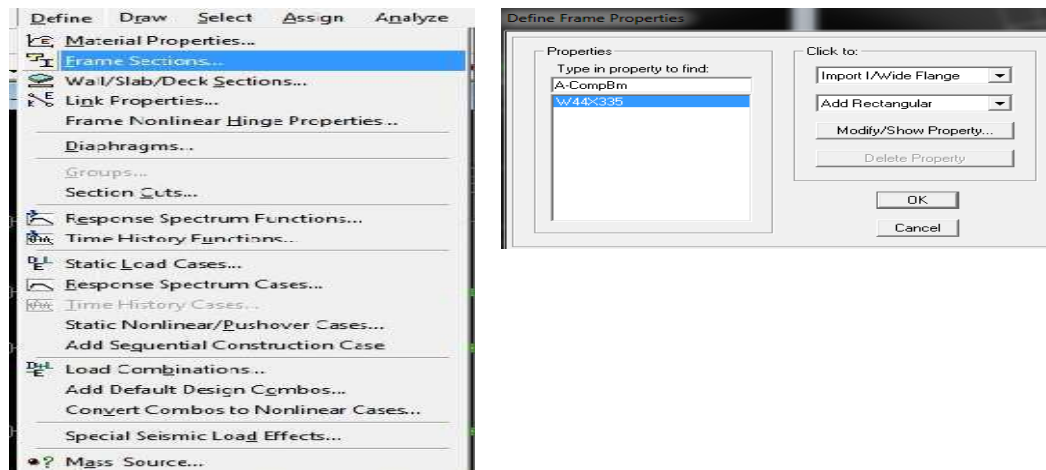 Define Draw Select Assign Analyze
Material Properties...
Frame Sections...
Wall/Slab/Deck Sections...
Link Properties...
Frame Nonlinear Hinge Properties...
Diaphragms...
Groups...
Section Cuts...
Response Spectrum Functions...
Time History Functions...
Static Load Cases...
Response Spectrum Cases...
Time History Cases...
Static Nonlinear/Pushover Cases...
Add Sequential Construction Case
Load Combinations...
Add Default Design Combos...
Convert Combos to Nonlinear Cases...
Special Seismic Load Effects...
Mass Source...
Define Frame Properties
Properties
Type in property to find:
A-CompBm
W44X335
Click to:
Import I/Wide Flange
Add Rectangular
Modify/Show Property...
Delete Property
OK
Cancel